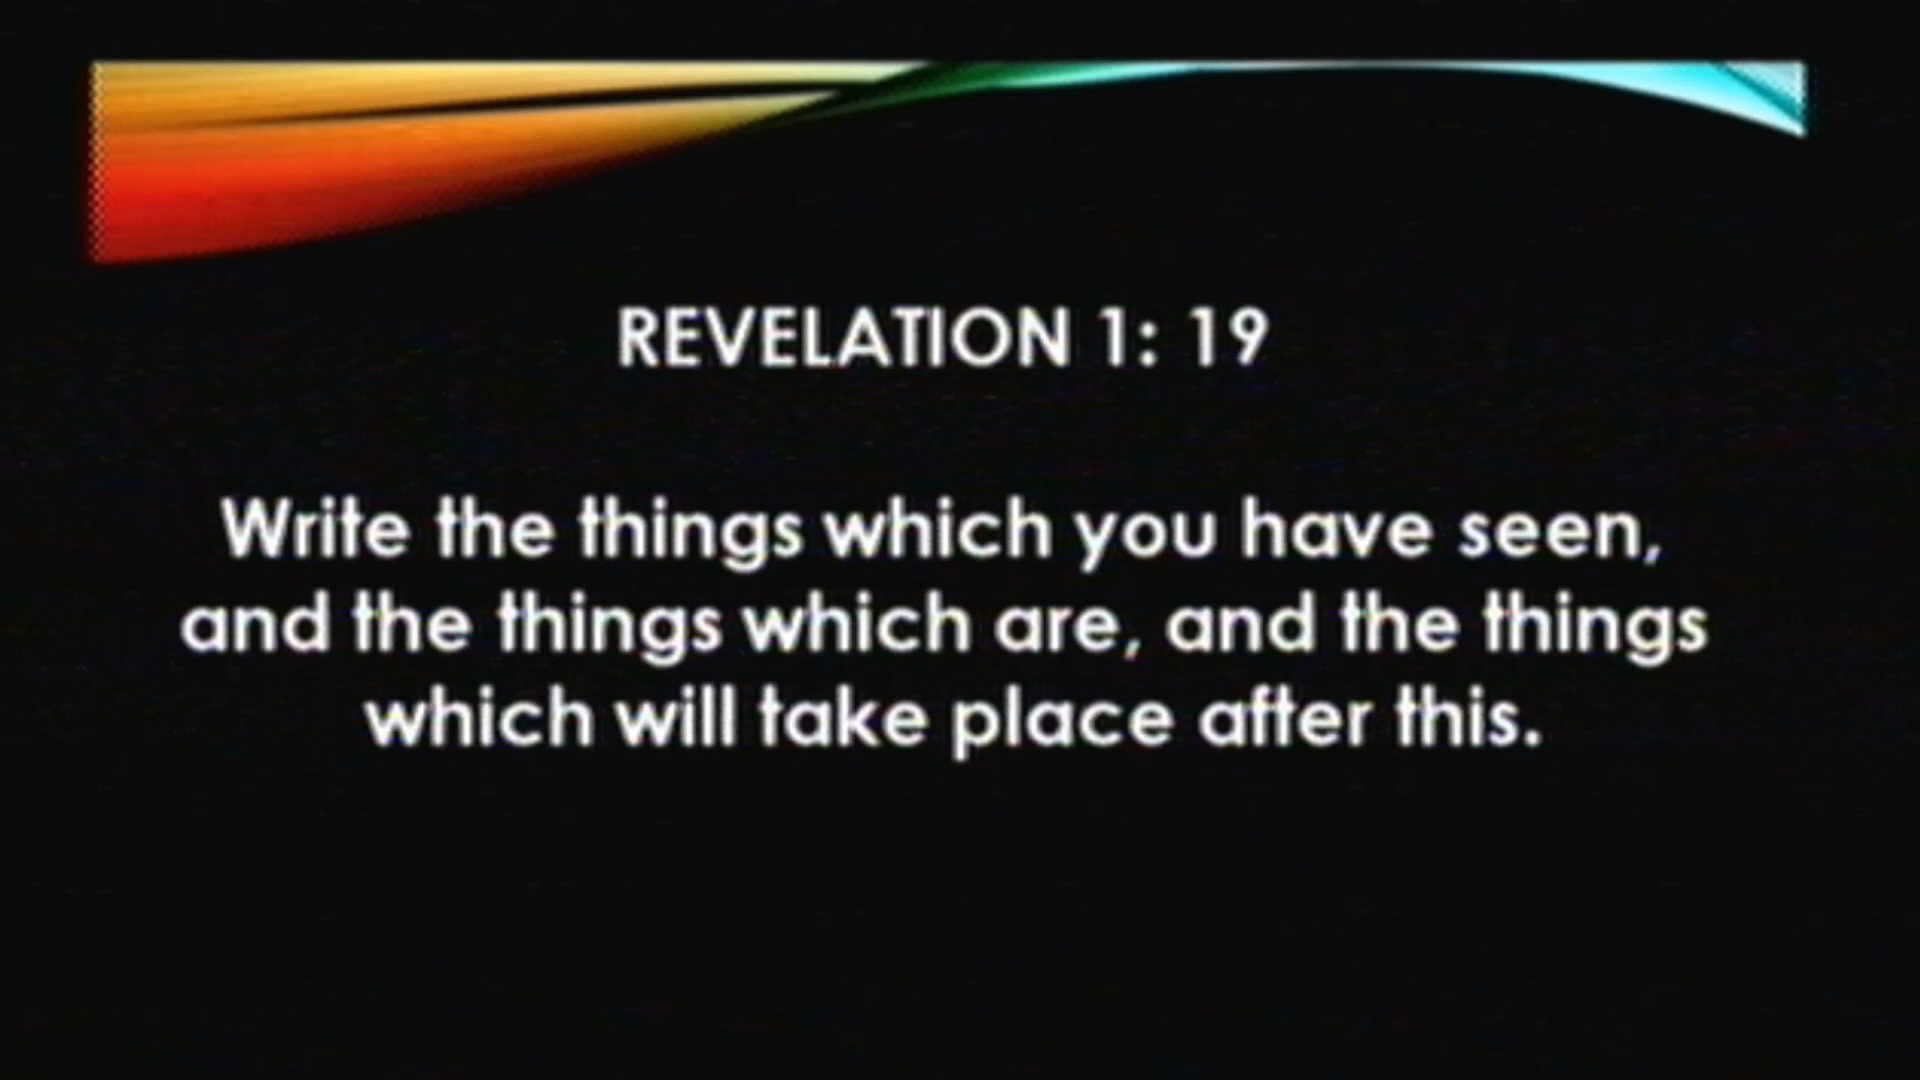 REVELATION 1: 19
Write the things which you have seen,
and the things which are, and the things
which will take place after this.